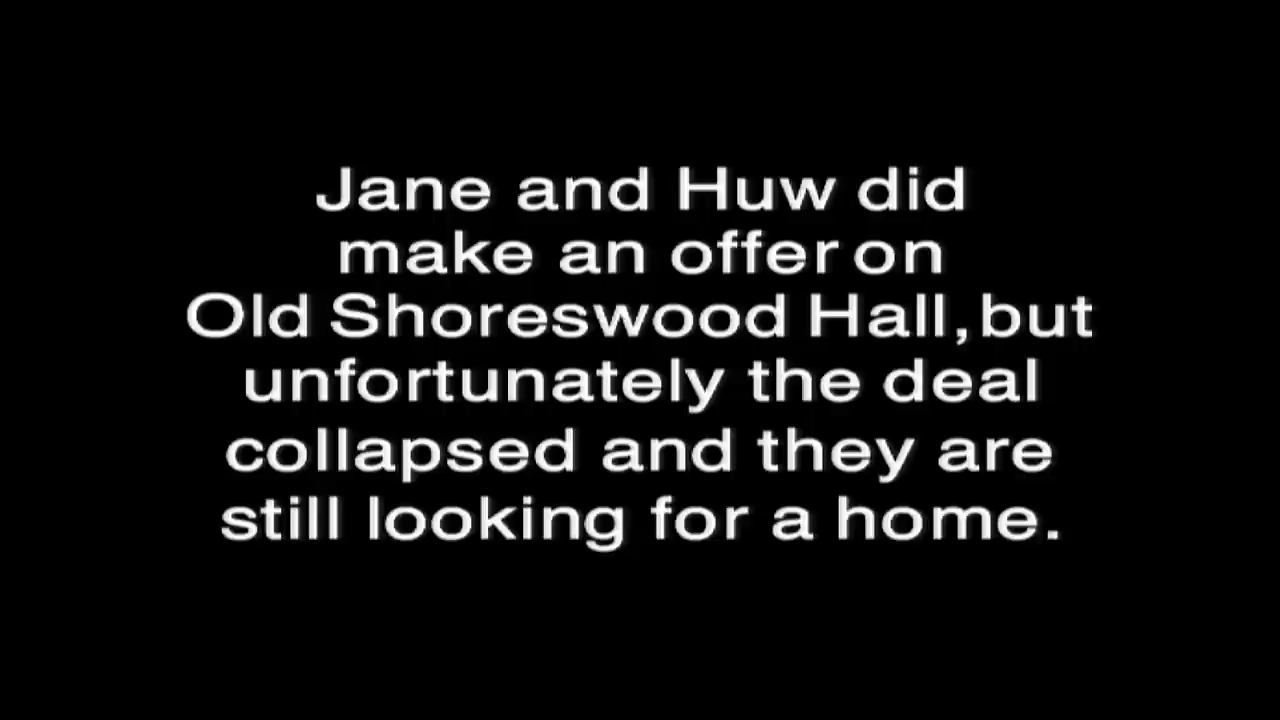 Jane and Huw did
make an offer on
Old Shoreswood Hall, but
unfortunately the deal
collapsed and they are
still looking for a home.